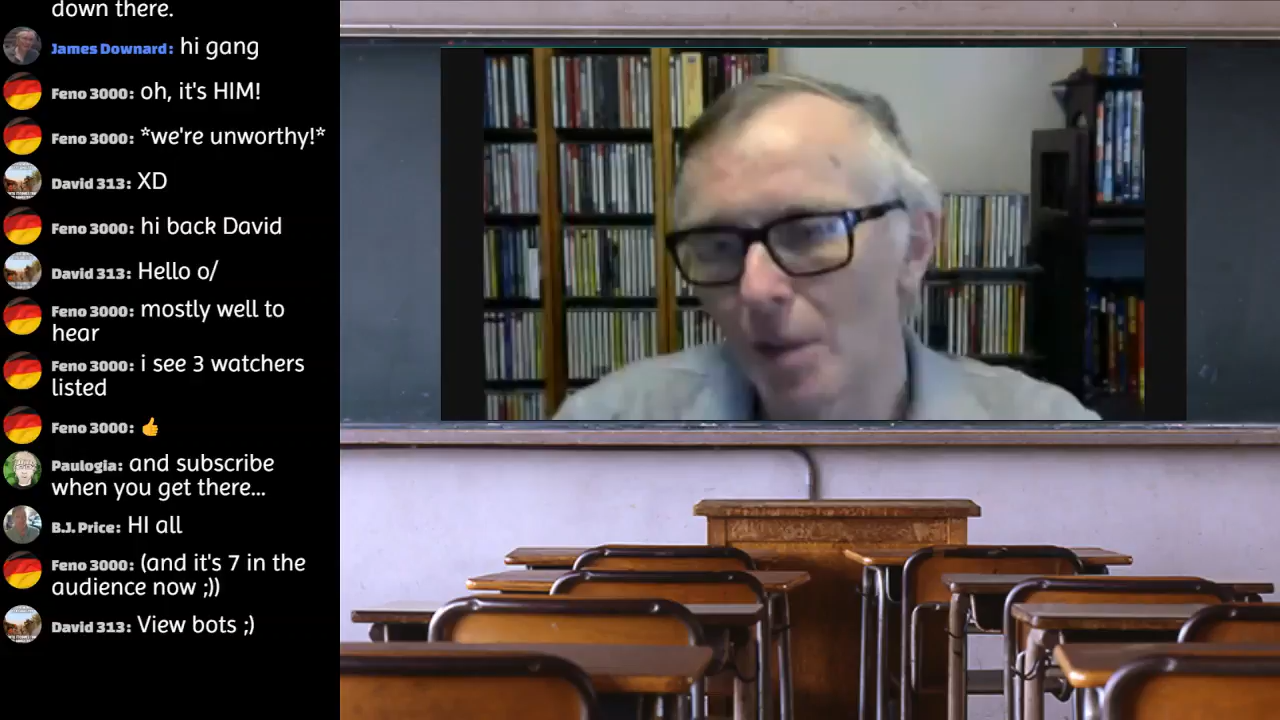 down there.
James Downard: hi gang
Feno 3000: oh, it's HIM!
Feno 3000: *we're unworthy!*
David 313: XD
Feno 3000: hi back David
David 313: Hello o/
Feno 3000: mostly well to
hear
Feno 3000: i see 3 watchers
listed
Feno 3000: 👍
Paulogia: and subscribe
when you get there...
B.J. Price: HI all
Feno 3000: (and it's 7 in the
audience now ;))
David 313: View bots ;)